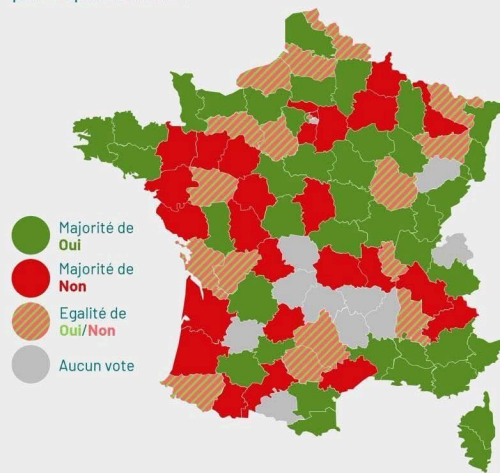 Majorité de
Oui
Majorité de
Non
Egalité de
Oui/Non
Aucun vote